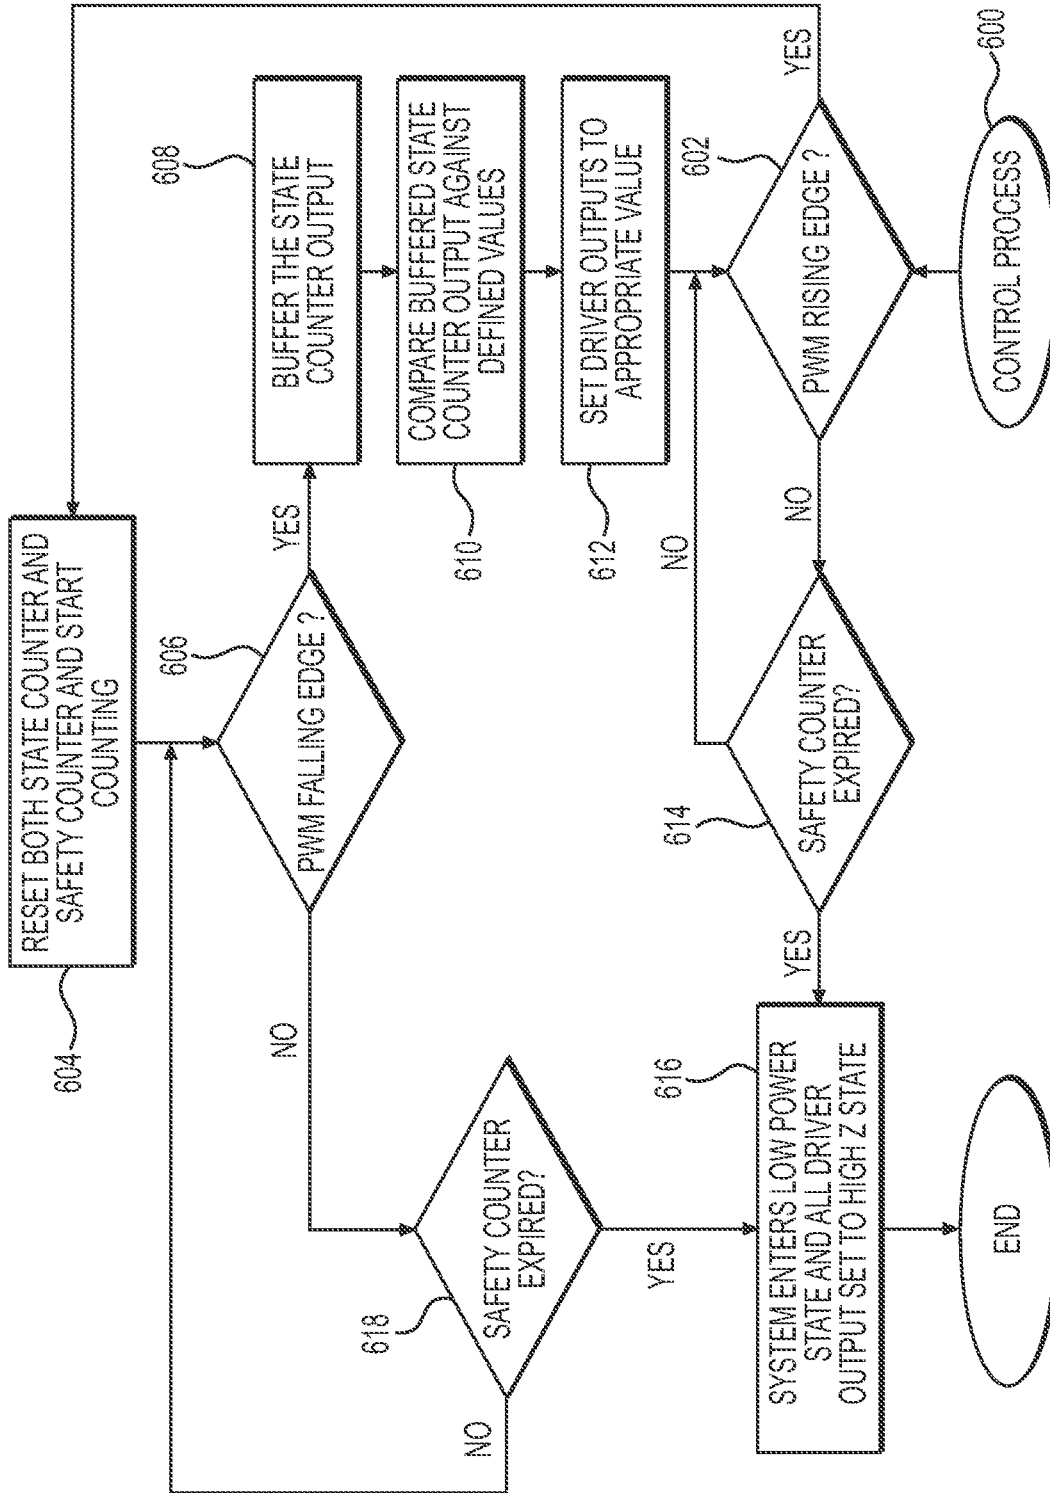 600
CONTROL PROCESS
602
PWM RISING EDGE ?
YES
NO
604
RESET BOTH STATE COUNTER AND
SAFETY COUNTER AND START
COUNTING
606
PWM FALLING EDGE ?
YES
NO
608
BUFFER THE STATE
COUNTER OUTPUT
610
COMPARE BUFFERED STATE
COUNTER OUTPUT AGAINST
DEFINED VALUES
612
SET DRIVER OUTPUTS TO
APPROPRIATE VALUE
614
SAFETY COUNTER
EXPIRED?
NO
YES
618
SAFETY COUNTER
EXPIRED?
NO
YES
616
SYSTEM ENTERS LOW POWER
STATE AND ALL DRIVER
OUTPUT SET TO HIGH Z STATE
END